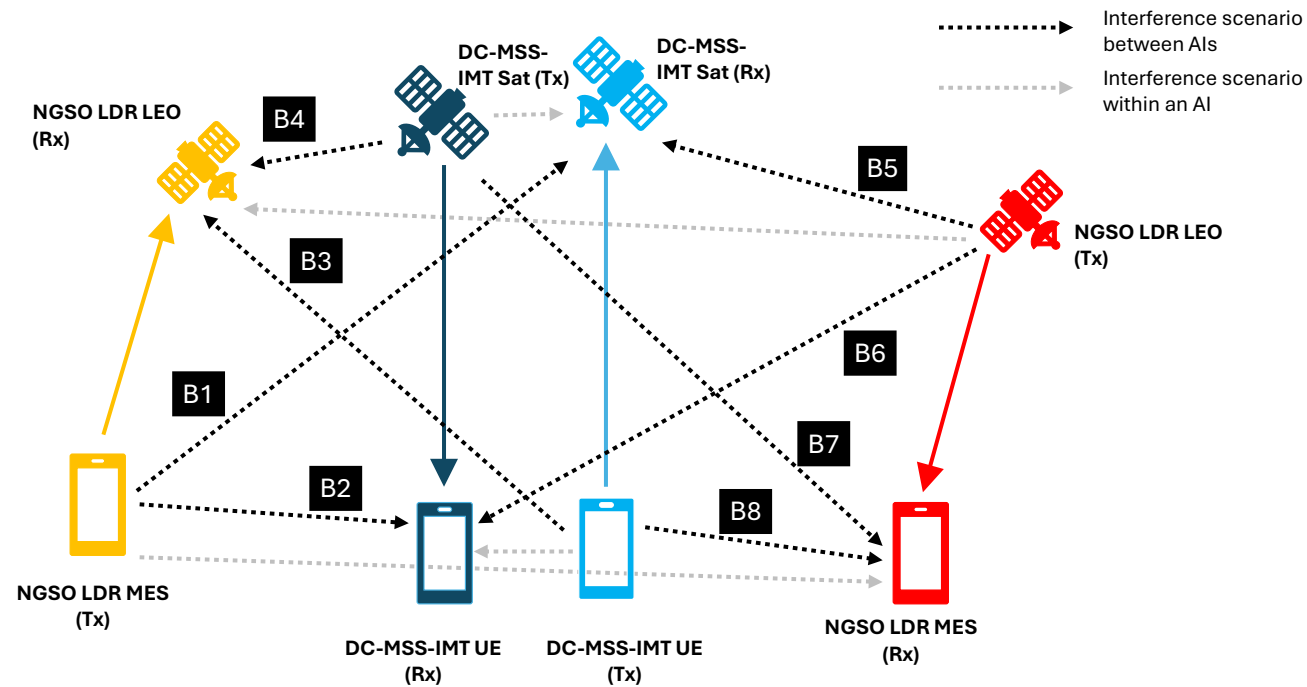 Interference scenario
between AIs
Interference scenario
within an AI
DC-MSS-
IMT Sat (Tx)
DC-MSS-
IMT Sat (Rx)
NGSO LDR LEO
(Rx)
B4
B5
NGSO LDR LEO
(Tx)
B3
B6
B1
B7
B2
B8
NGSO LDR MES
(Tx)
DC-MSS-IMT UE
(Rx)
DC-MSS-IMT UE
(Tx)
NGSO LDR MES
(Rx)